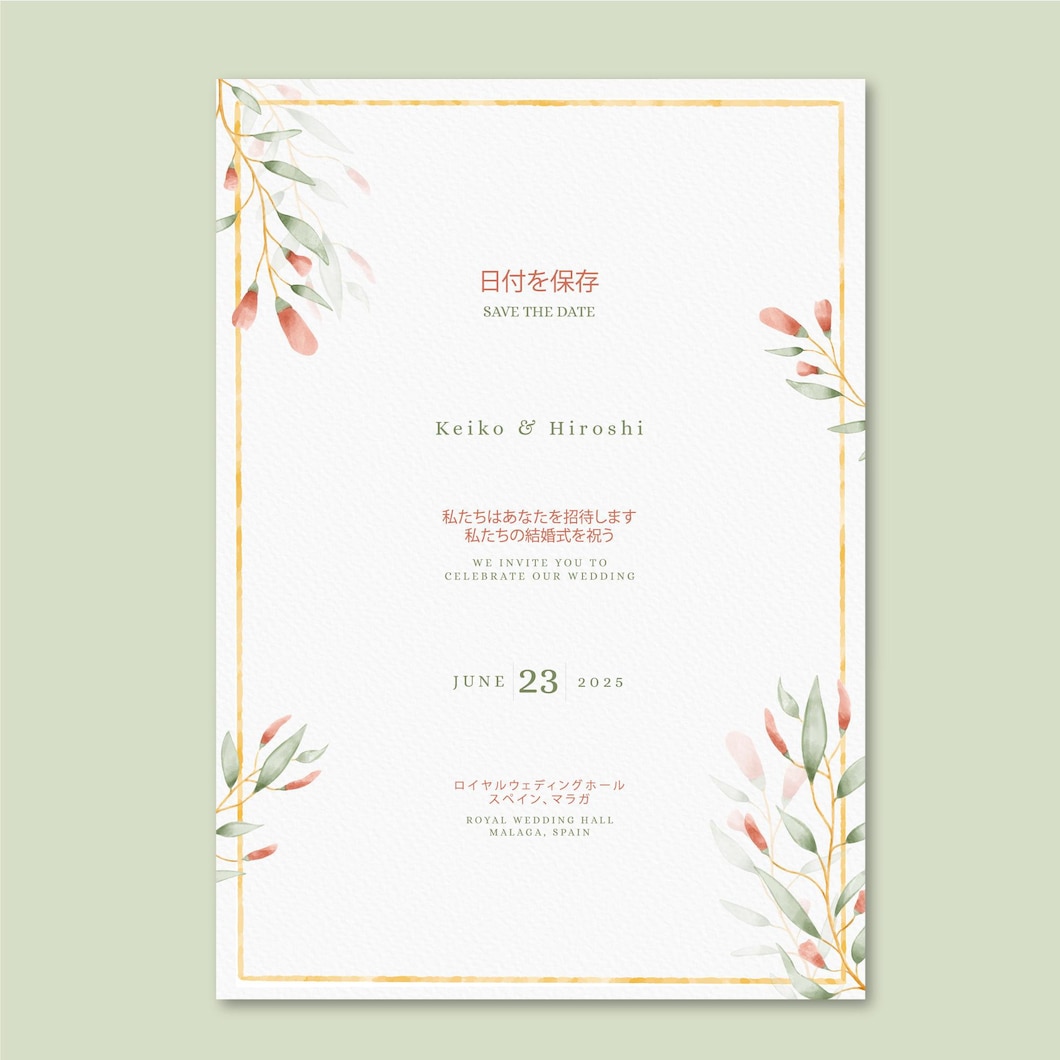 日付を保存
SAVE THE DATE
Keiko & Hiroshi
私たちはあなたを招待します
私たちの結婚式を祝う
WE INVITE YOU TO
CELEBRATE OUR WEDDING
JUNE 23 2025
ロイヤルウェディングホール
スペイン、マラガ
ROYAL WEDDING HALL
MALAGA, SPAIN